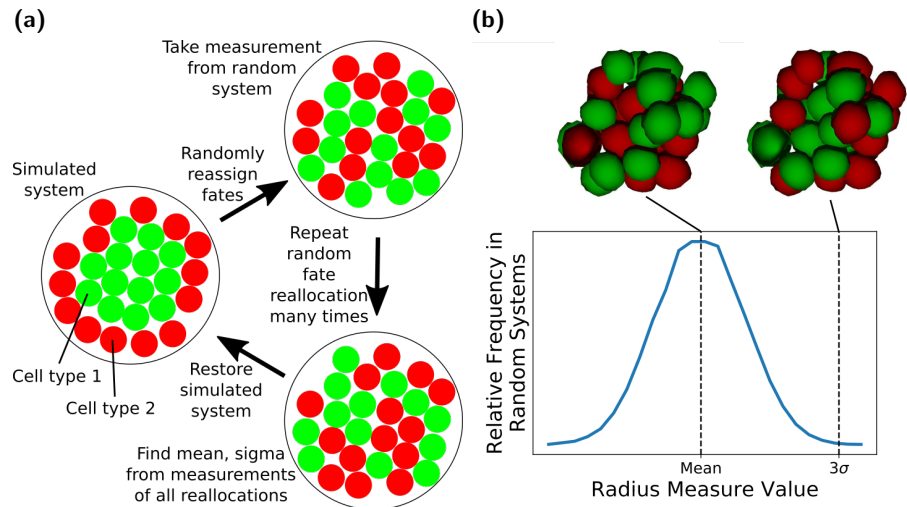 (a)
Take measurement
from random
system
Randomly
reassign
fates
Simulated
system
Repeat
random
fate
reallocation
many times
Restore
simulated
system
Cell type 1
Cell type 2
Find mean, sigma
from measurements
of all reallocations
(b)
Relative Frequency in
Random Systems
Mean
3σ
Radius Measure Value